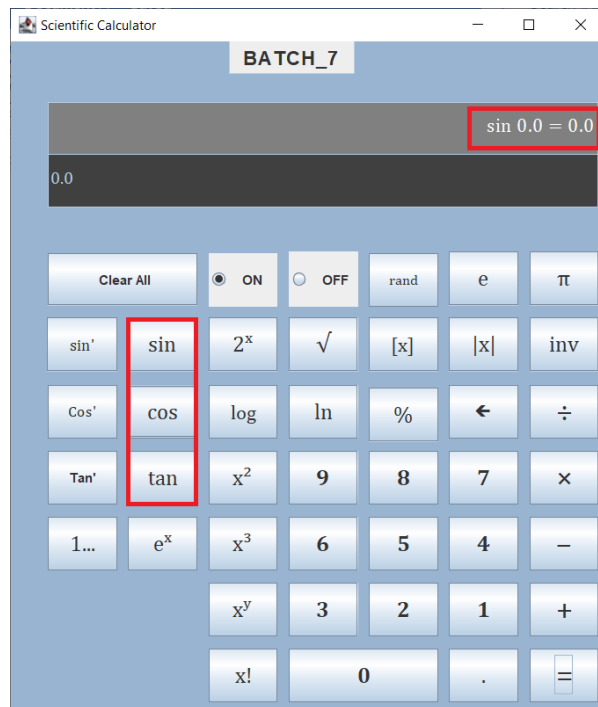 Scientific Calculator
BATCH_7
sin 0.0 = 0.0
0.0
Clear All ON OFF rand e π
sin' sin 2ˣ √ [x] |x| inv
Cos' cos log ln % ← ÷
Tan' tan x² 9 8 7 ×
1... eˣ x³ 6 5 4 −
xʸ 3 2 1 +
x! 0 . =